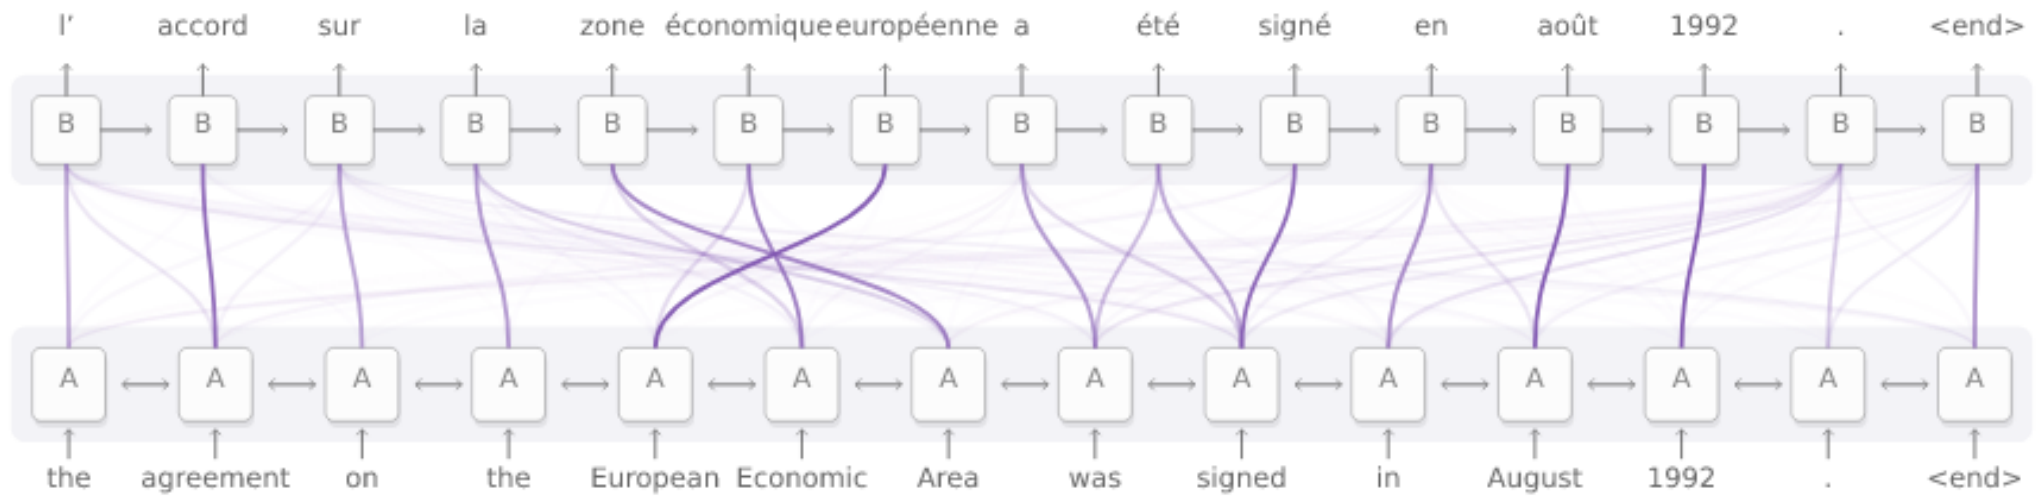 l’ accord sur la zone économique européenne a été signé en août 1992 . <end>
B B B B B B B B B B B B B B B
A A A A A A A A A A A A A A
the agreement on the European Economic Area was signed in August 1992 . <end>